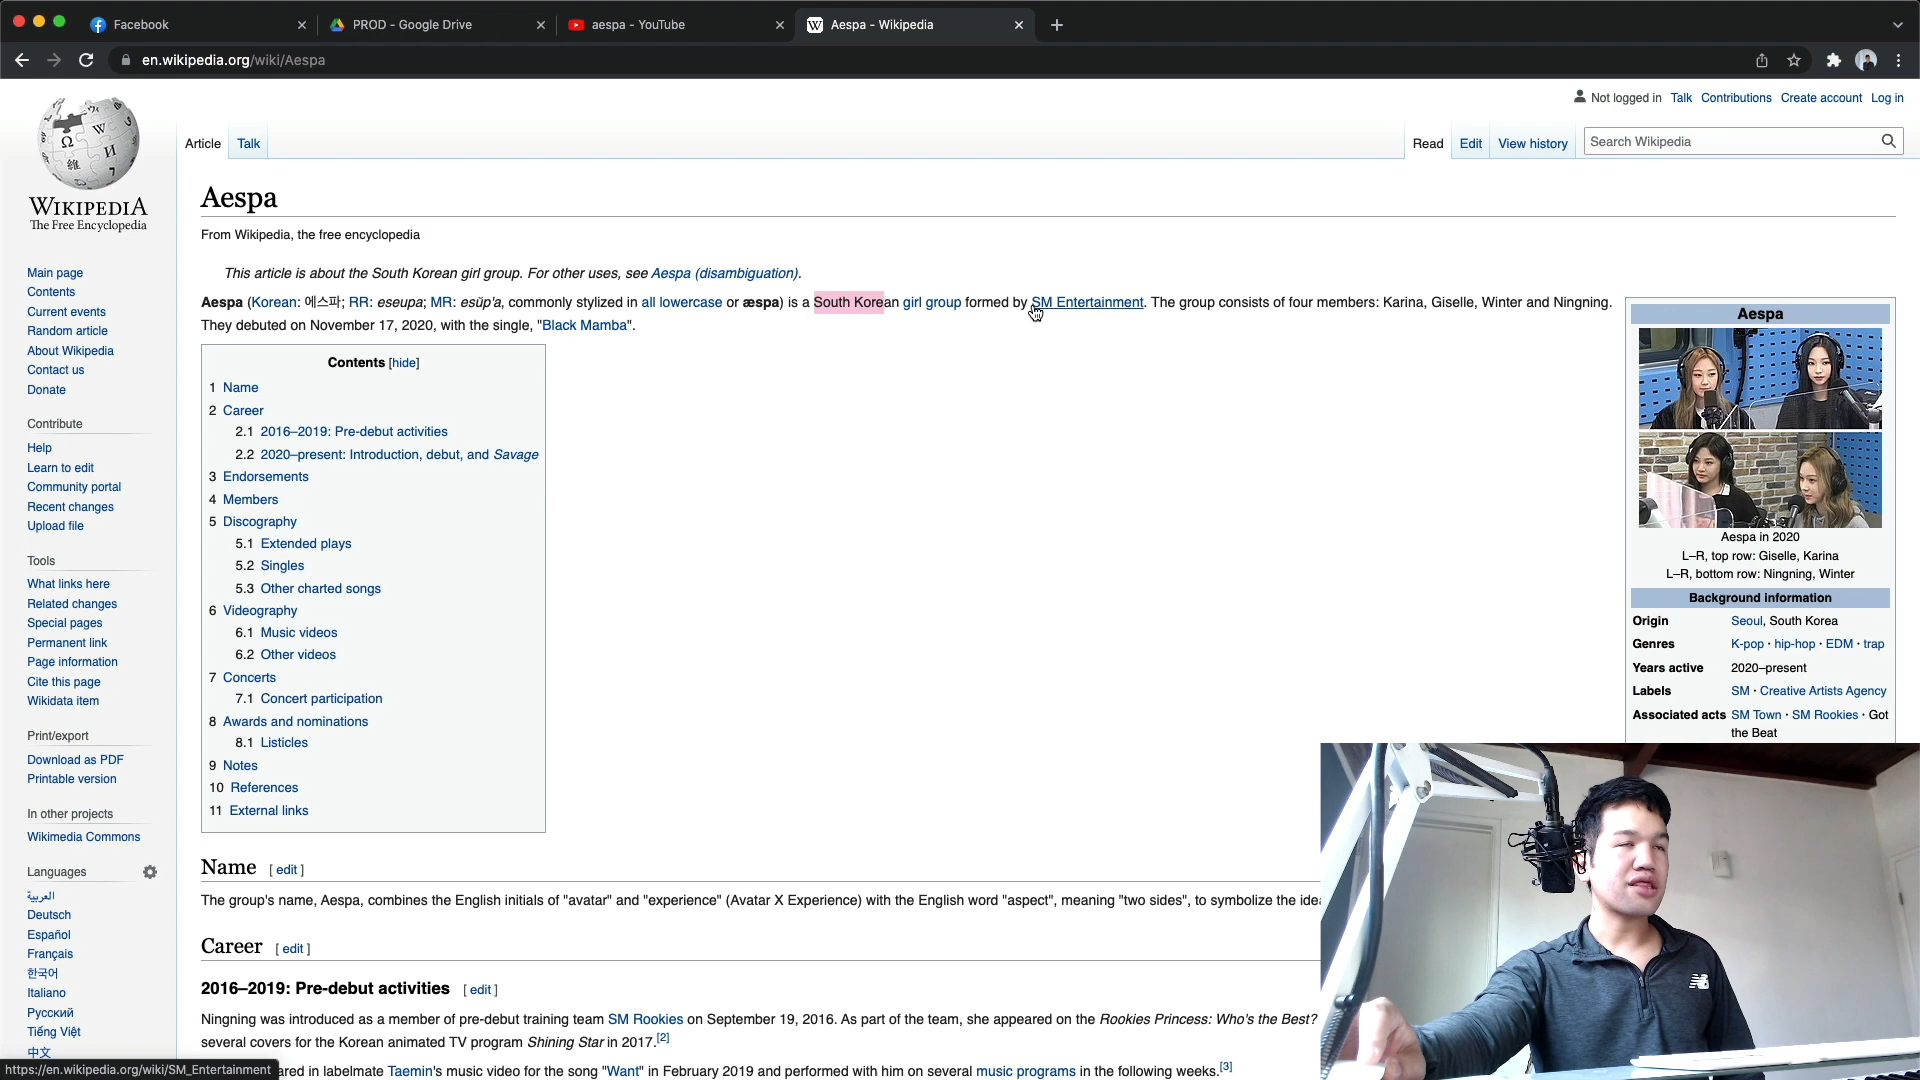 Facebook
PROD - Google Drive
aespa - YouTube
Aespa - Wikipedia
en.wikipedia.org/wiki/Aespa
Not logged in Talk Contributions Create account Log in
Article Talk
Read Edit View history
Search Wikipedia
WIKIPEDIA
The Free Encyclopedia
Main page
Contents
Current events
Random article
About Wikipedia
Contact us
Donate
Contribute
Help
Learn to edit
Community portal
Recent changes
Upload file
Tools
What links here
Related changes
Special pages
Permanent link
Page information
Cite this page
Wikidata item
Print/export
Download as PDF
Printable version
In other projects
Wikimedia Commons
Languages
العربية
Deutsch
Español
Français
한국어
Italiano
Русский
Tiếng Việt
中文
https://en.wikipedia.org/wiki/SM_Entertainment
Aespa
From Wikipedia, the free encyclopedia
This article is about the South Korean girl group. For other uses, see Aespa (disambiguation).
Aespa (Korean: 에스파; RR: eseupa; MR: esŭp'a, commonly stylized in all lowercase or æspa) is a South Korean girl group formed by SM Entertainment. The group consists of four members: Karina, Giselle, Winter and Ningning.
They debuted on November 17, 2020, with the single, "Black Mamba".
Contents [hide]
1 Name
2 Career
2.1 2016–2019: Pre-debut activities
2.2 2020–present: Introduction, debut, and Savage
3 Endorsements
4 Members
5 Discography
5.1 Extended plays
5.2 Singles
5.3 Other charted songs
6 Videography
6.1 Music videos
6.2 Other videos
7 Concerts
7.1 Concert participation
8 Awards and nominations
8.1 Listicles
9 Notes
10 References
11 External links
Name [ edit ]
The group's name, Aespa, combines the English initials of "avatar" and "experience" (Avatar X Experience) with the English word "aspect", meaning "two sides", to symbolize the
Career [ edit ]
2016–2019: Pre-debut activities [ edit ]
Ningning was introduced as a member of pre-debut training team SM Rookies on September 19, 2016. As part of the team, she appeared on the Rookies Princess: Who's the Best?
several covers for the Korean animated TV program Shining Star in 2017.[2]
ared in labelmate Taemin's music video for the song "Want" in February 2019 and performed with him on several music programs in the following weeks.[3]
Aespa
Aespa in 2020
L–R, top row: Giselle, Karina
L–R, bottom row: Ningning, Winter
Background information
Origin Seoul, South Korea
Genres K-pop · hip-hop · EDM · trap
Years active 2020–present
Labels SM · Creative Artists Agency
Associated acts SM Town · SM Rookies · Got
the Beat